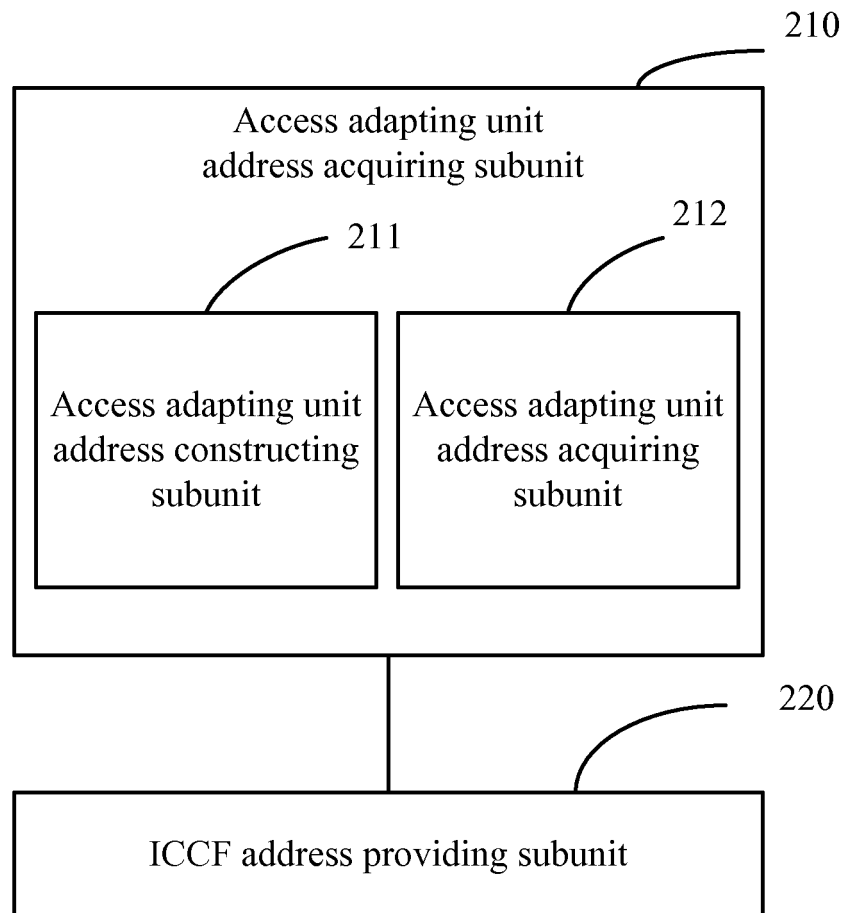 210
Access adapting unit
address acquiring subunit
211
212
Access adapting unit
address constructing
subunit
Access adapting unit
address acquiring
subunit
220
ICCF address providing subunit